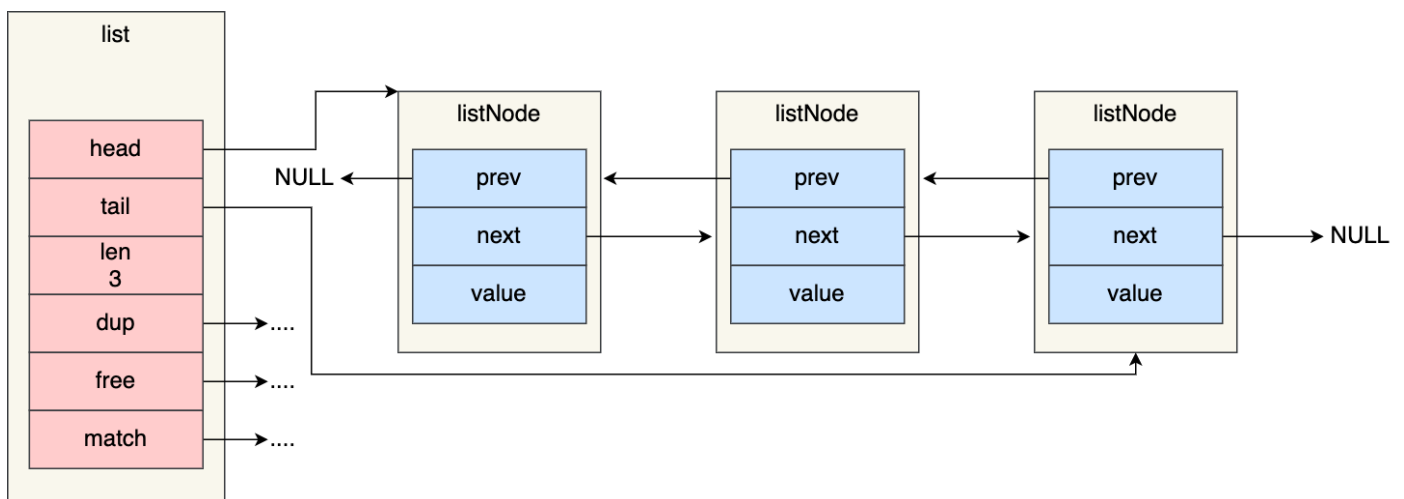 list
head
tail
len
3
dup
....
free
....
match
....
NULL
listNode
prev
next
value
listNode
prev
next
value
listNode
prev
next
value
NULL